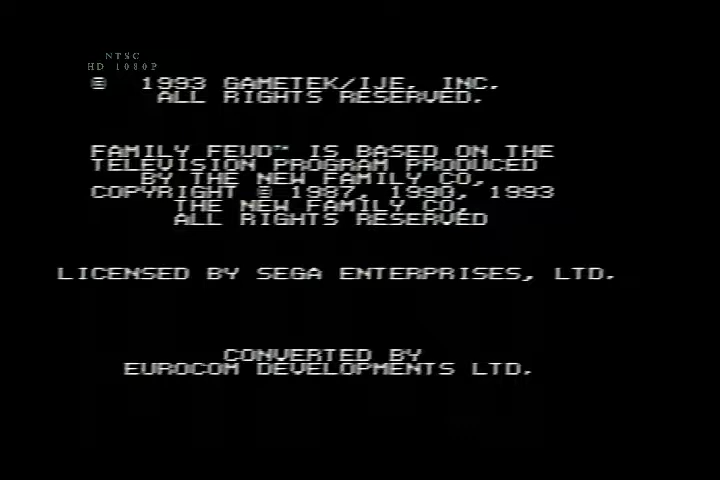 NTSC
HD 1080P
© 1993 GAMETEK/IJE, INC.
ALL RIGHTS RESERVED.
FAMILY FEUD™ IS BASED ON THE
TELEVISION PROGRAM PRODUCED
BY THE NEW FAMILY CO.
COPYRIGHT © 1987, 1990, 1993
THE NEW FAMILY CO.
ALL RIGHTS RESERVED
LICENSED BY SEGA ENTERPRISES, LTD.
CONVERTED BY
EUROCOM DEVELOPMENTS LTD.